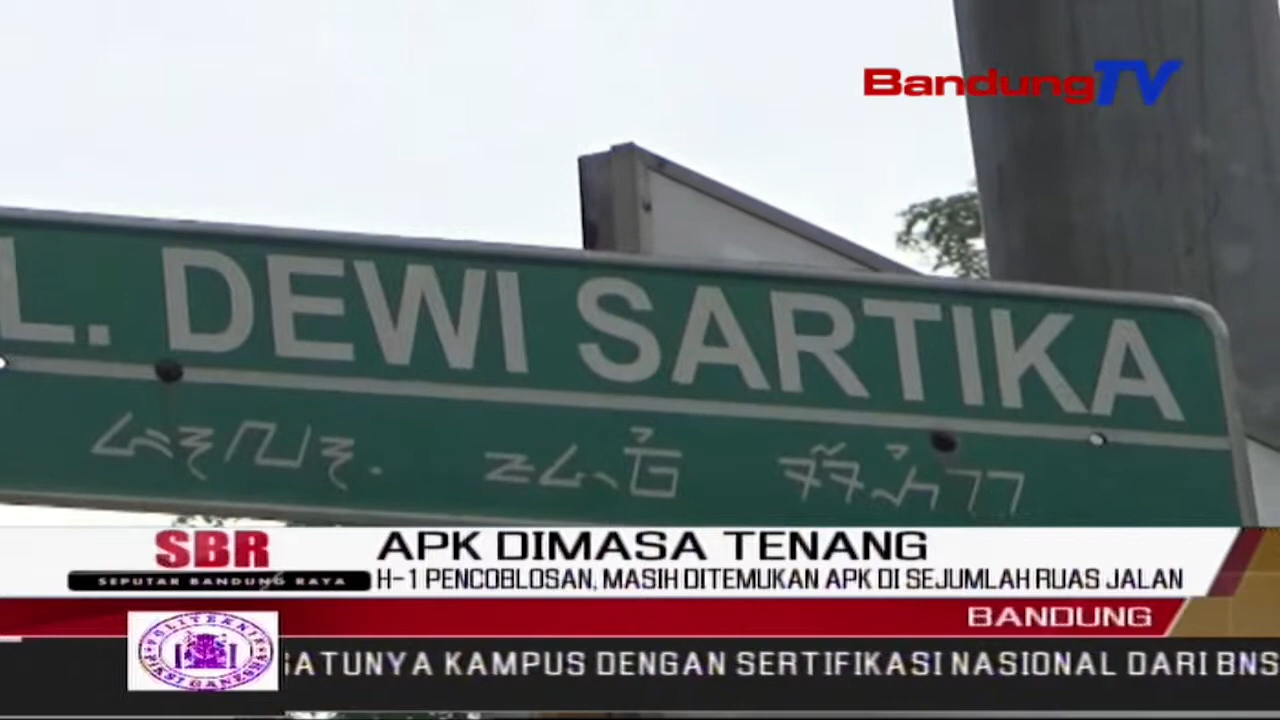 BandungTV
L. DEWI SARTIKA
SBR
SEPUTAR BANDUNG RAYA
APK DIMASA TENANG
H-1 PENCOBLOSAN, MASIH DITEMUKAN APK DI SEJUMLAH RUAS JALAN
BANDUNG
SATUNYA KAMPUS DENGAN SERTIFIKASI NASIONAL DARI BNS